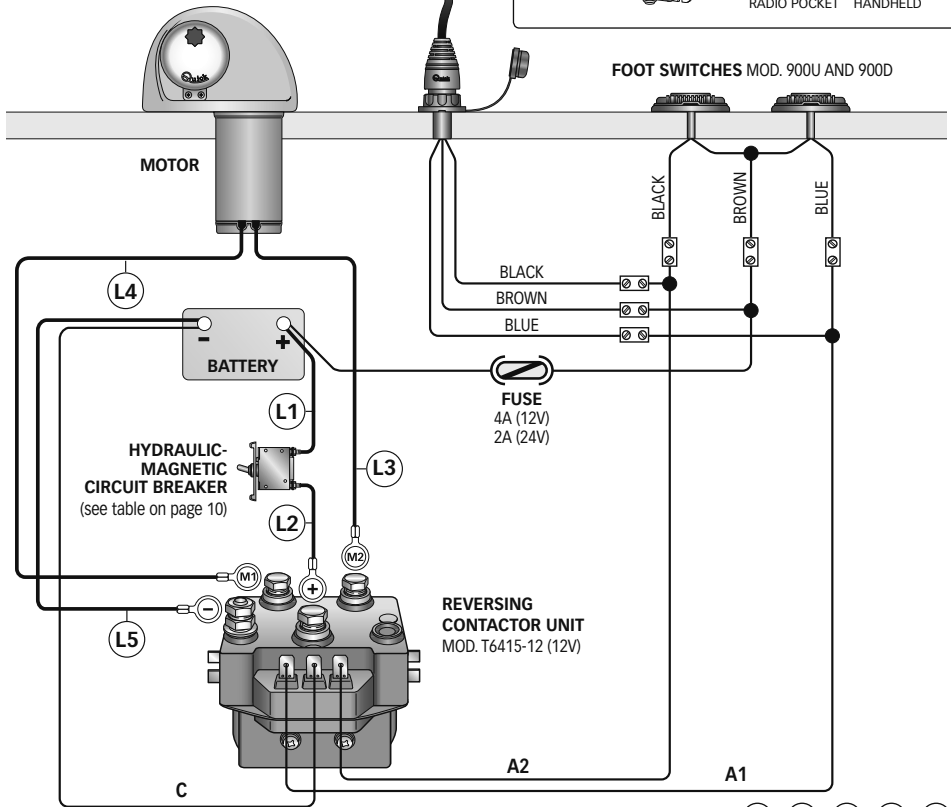 RADIO POCKET HANDHELD
FOOT SWITCHES MOD. 900U AND 900D
Quick
Quick
MOTOR
BLACK
BROWN
BLUE
L4
BLACK
BROWN
BLUE
- +
BATTERY
FUSE
4A (12V)
2A (24V)
L1
HYDRAULIC-
MAGNETIC
CIRCUIT BREAKER
(see table on page 10)
L3
L2
M2
M1
+
-
L5
REVERSING
CONTACTOR UNIT
MOD. T6415-12 (12V)
A2
A1
C